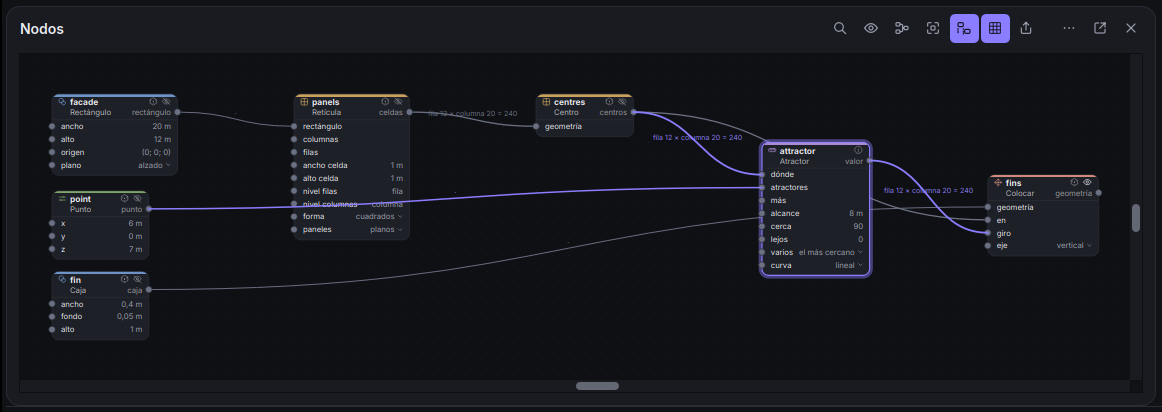 Nodos
facade
Rectángulo rectángulo
ancho 20 m
alto 12 m
origen (0; 0; 0)
plano alzado
point
Punto punto
x 6 m
y 0 m
z 7 m
fin
Caja caja
ancho 0,4 m
fondo 0,05 m
alto 1 m
panels
Retícula celdas
rectángulo
columnas
filas
ancho celda 1 m
alto celda 1 m
nivel filas fila
nivel columnas columna
forma cuadrados
paneles planos
fila 12 × columna 20 = 240
centres
Centro centros
geometría
fila 12 × columna 20 = 240
attractor
Atractor valor
dónde
atractores
más
alcance 8 m
cerca 90
lejos 0
varios el más cercano
curva lineal
fila 12 × columna 20 = 240
fins
Colocar geometría
geometría
en
giro
eje vertical